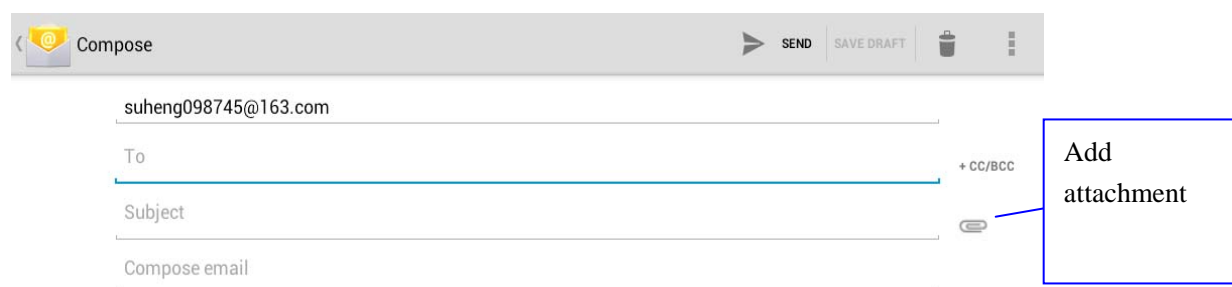 Compose
SEND
SAVE DRAFT
suheng098745@163.com
To
+ CC/BCC
Subject
Compose email
Add
attachment